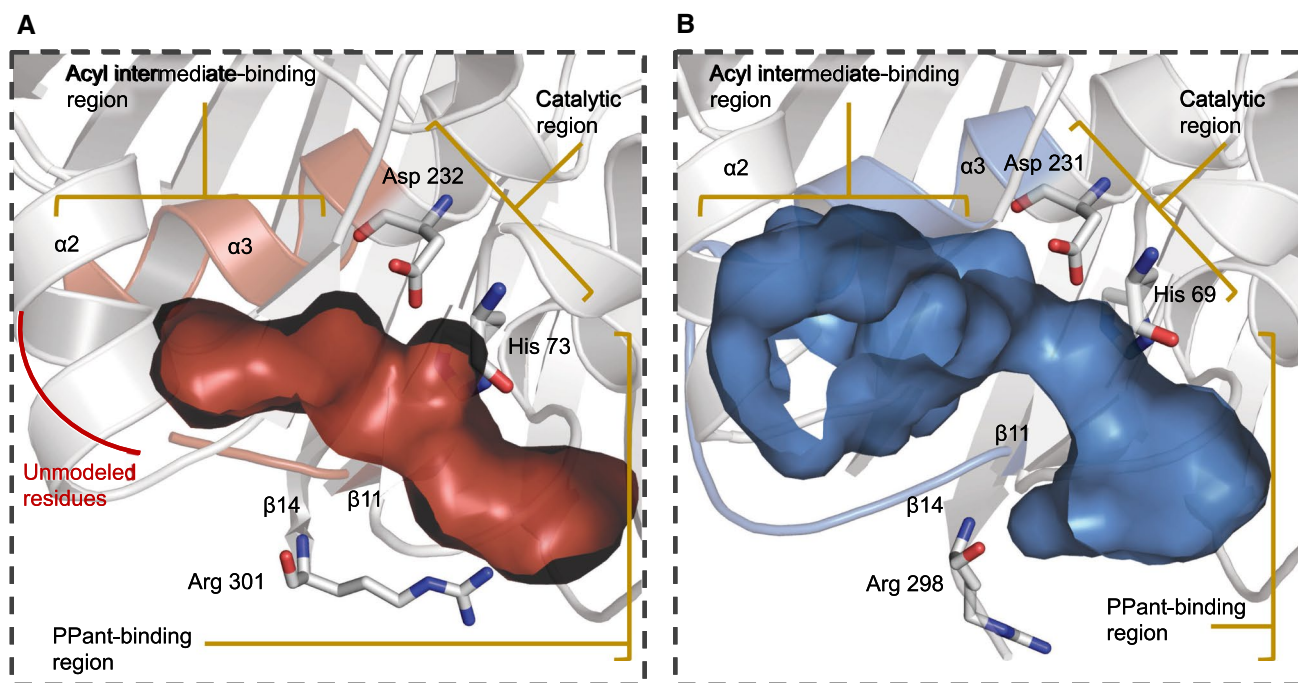 A
Acyl intermediate-binding
region
Catalytic
region
Asp 232
α2
α3
His 73
Unmodeled
residues
β14
β11
Arg 301
PPant-binding
region
B
Acyl intermediate-binding
region
Catalytic
region
α2
α3
Asp 231
His 69
β11
β14
Arg 298
PPant-binding
region